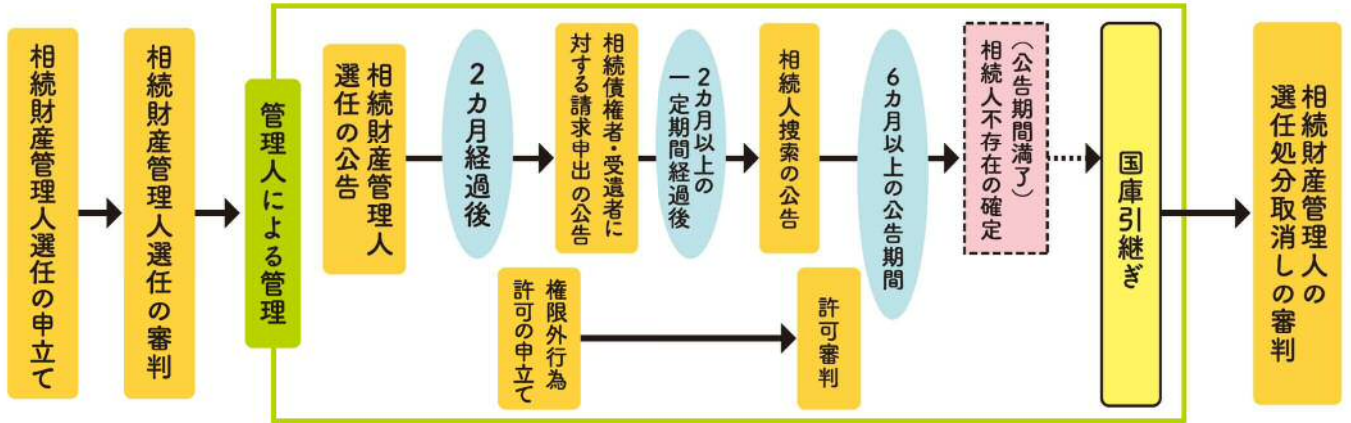 相続財産管理人選任の申立て
相続財産管理人選任の審判
管理人による管理
相続財産管理人
選任の公告
2カ月経過後
相続債権者・受遺者に
対する請求申出の公告
2カ月以上の
一定期間経過後
相続人捜索の公告
6カ月以上の公告期間
（公告期間満了）
相続人不存在の確定
国庫引継ぎ
権限外行為
許可の申立て
許可審判
相続財産管理人の
選任処分取消しの審判